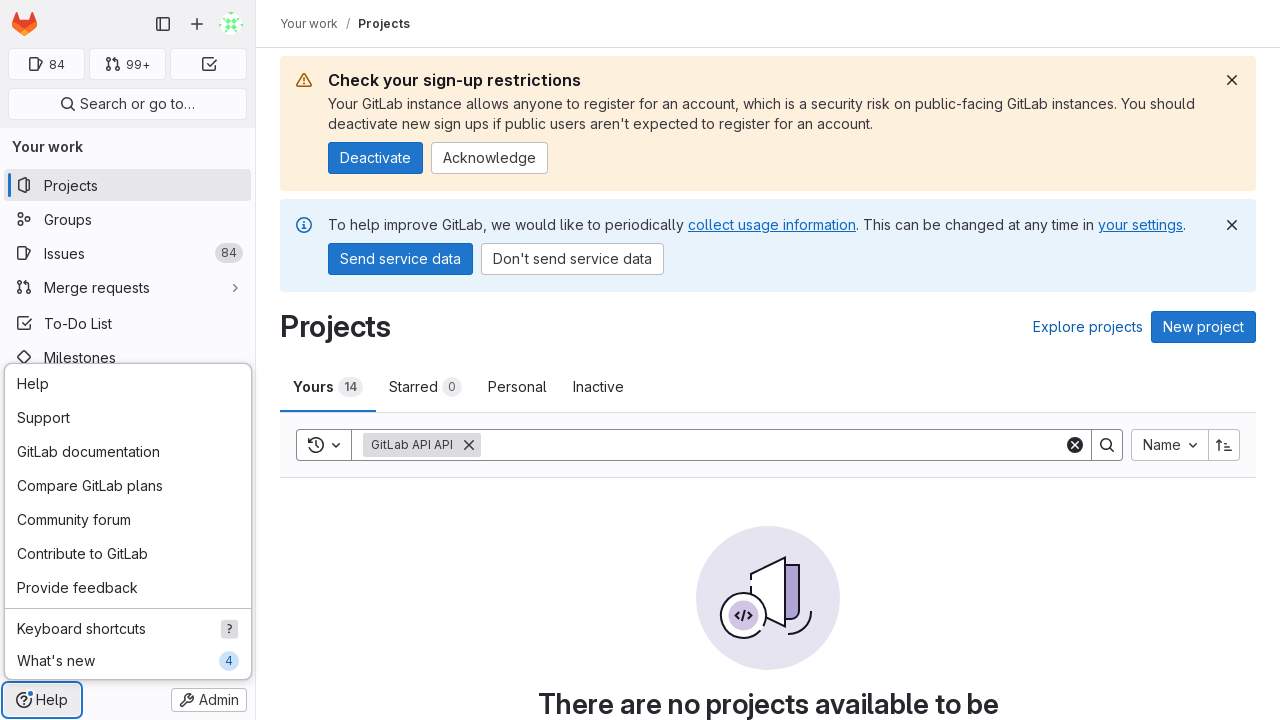 Your work / Projects
84
99+
Search or go to…
Your work
Projects
Groups
Issues 84
Merge requests
To-Do List
Milestones
Help
Support
GitLab documentation
Compare GitLab plans
Community forum
Contribute to GitLab
Provide feedback
Keyboard shortcuts ?
What's new 4
Help
Admin
Check your sign-up restrictions
Your GitLab instance allows anyone to register for an account, which is a security risk on public-facing GitLab instances. You should
deactivate new sign ups if public users aren't expected to register for an account.
Deactivate Acknowledge
To help improve GitLab, we would like to periodically collect usage information. This can be changed at any time in your settings.
Send service data Don't send service data
Projects
Explore projects New project
Yours 14 Starred 0 Personal Inactive
GitLab API API Name
There are no projects available to be